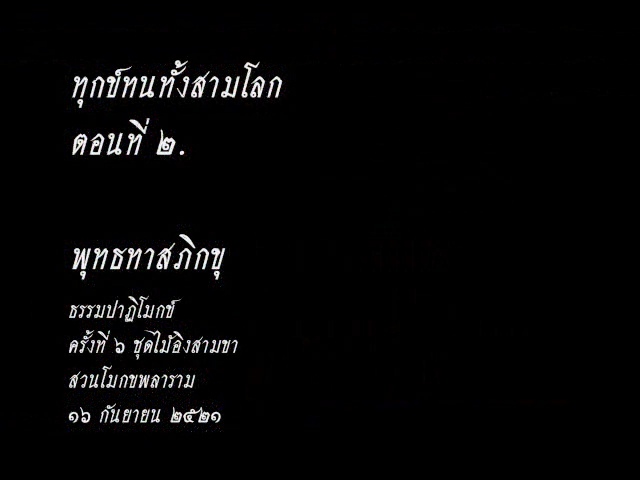 ทุกข์ทนทั้งสามโลก
ตอนที่ ๒.
พุทธทาสภิกขุ
ธรรมปาฏิโมกข์
ครั้งที่ ๖ ชุดไม้อิงสามขา
สวนโมกขพลาราม
๑๖ กันยายน ๒๕๒๑